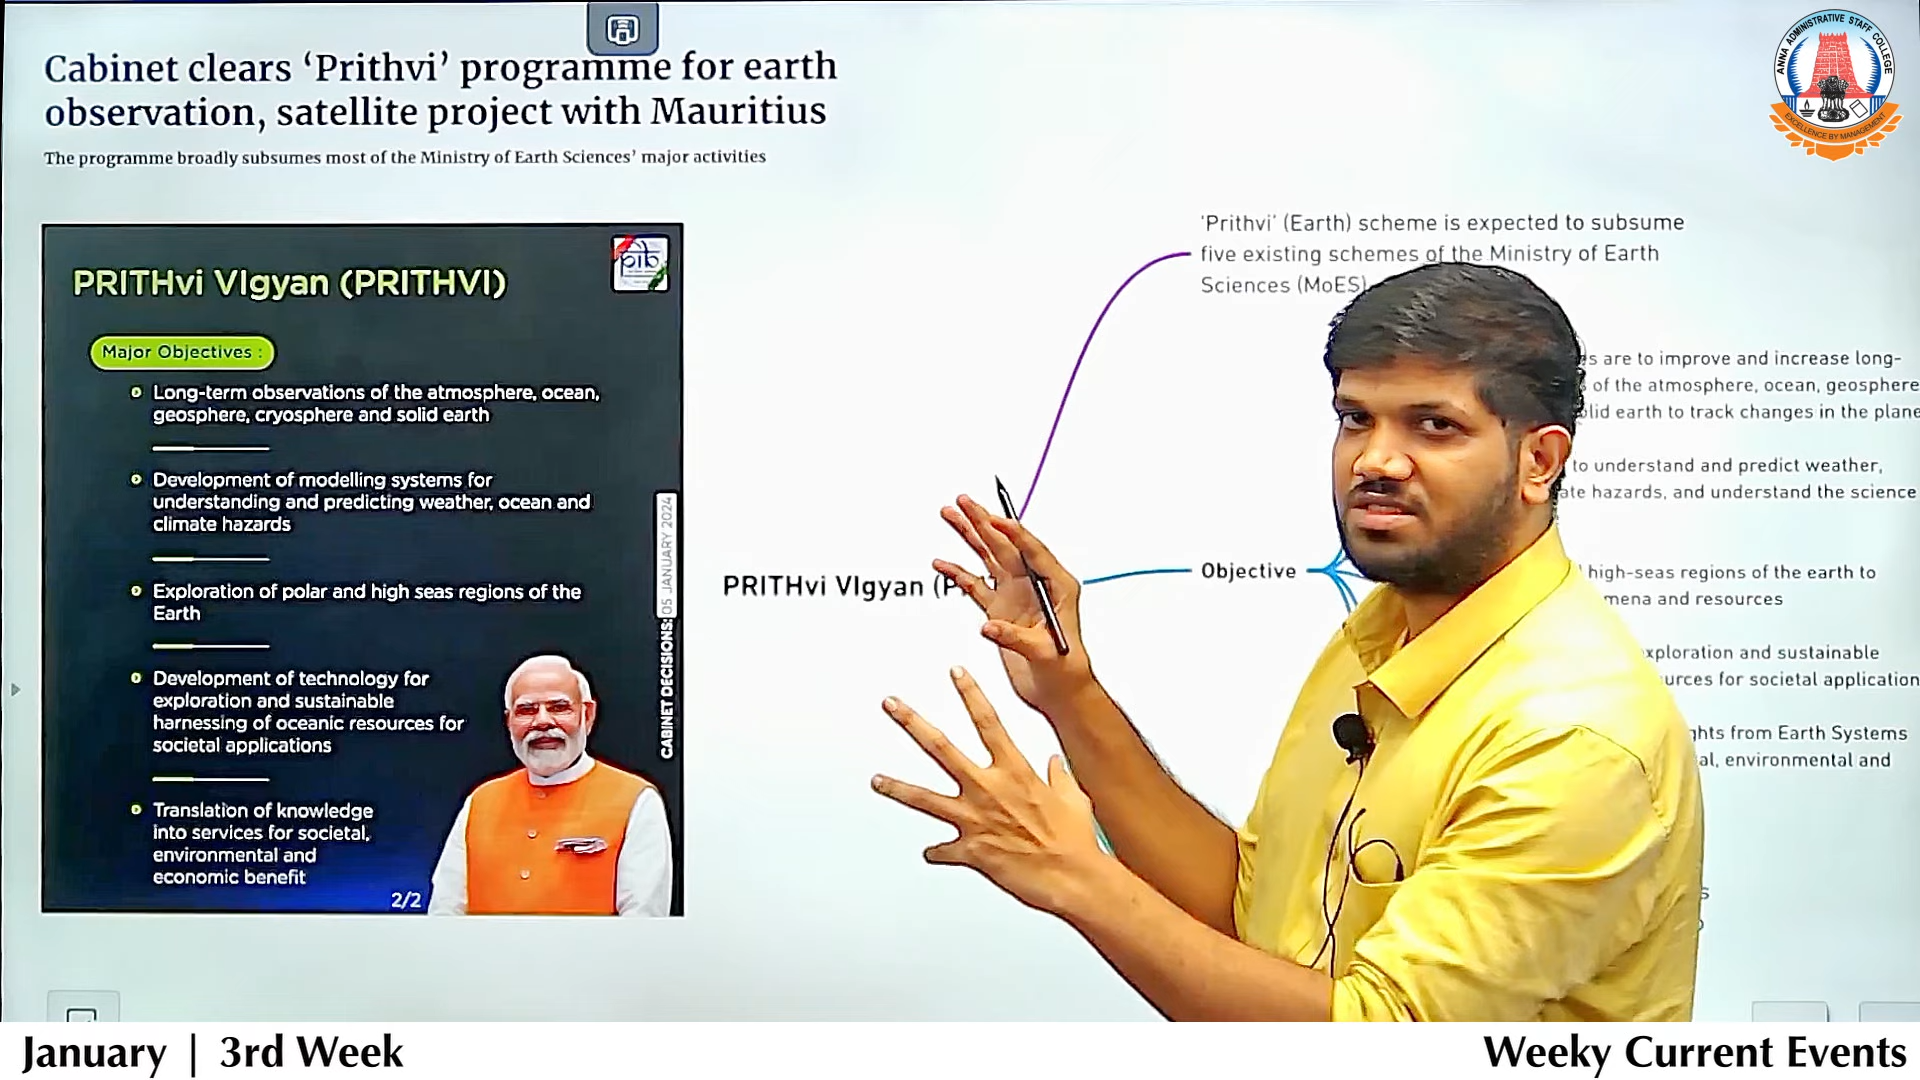 Cabinet clears ‘Prithvi’ programme for earth
observation, satellite project with Mauritius
The programme broadly subsumes most of the Ministry of Earth Sciences’ major activities
ANNA ADMINISTRATIVE STAFF COLLEGE
EXCELLENCE BY MANAGEMENT
pib
PRITHvi VIgyan (PRITHVI)
Major Objectives :
Long-term observations of the atmosphere, ocean,
geosphere, cryosphere and solid earth
Development of modelling systems for
understanding and predicting weather, ocean and
climate hazards
Exploration of polar and high seas regions of the
Earth
Development of technology for
exploration and sustainable
harnessing of oceanic resources for
societal applications
Translation of knowledge
into services for societal,
environmental and
economic benefit
2/2
CABINET DECISIONS: 05 JANUARY 2024
‘Prithvi’ (Earth) scheme is expected to subsume
five existing schemes of the Ministry of Earth
Sciences (MoES)
PRITHvi VIgyan
Objective
are to improve and increase long-
of the atmosphere, ocean, geosphere
earth to track changes in the
to understand and predict weather,
hazards, and understand the science
high-seas regions of the earth to
and resources
and sustainable
for societal application
from Earth Systems
environmental and
January | 3rd Week
Weeky Current Events